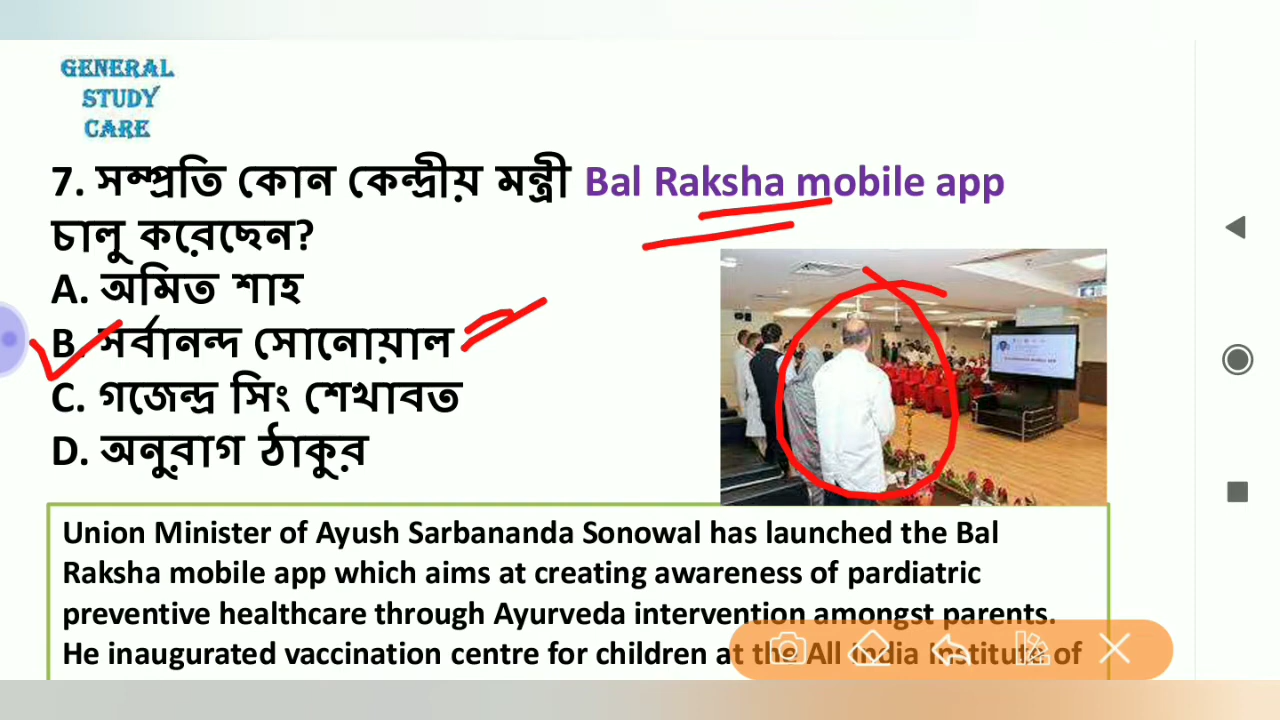 GENERAL
STUDY
CARE
7. সম্প্রতি কোন কেন্দ্রীয় মন্ত্রী Bal Raksha mobile app
চালু করেছেন?
A. অমিত শাহ
B. সর্বানন্দ সোনোয়াল
C. গজেন্দ্র সিং শেখাবত
D. অনুরাগ ঠাকুর
Union Minister of Ayush Sarbananda Sonowal has launched the Bal
Raksha mobile app which aims at creating awareness of pardiatric
preventive healthcare through Ayurveda intervention amongst parents.
He inaugurated vaccination centre for children at the All India Institute of